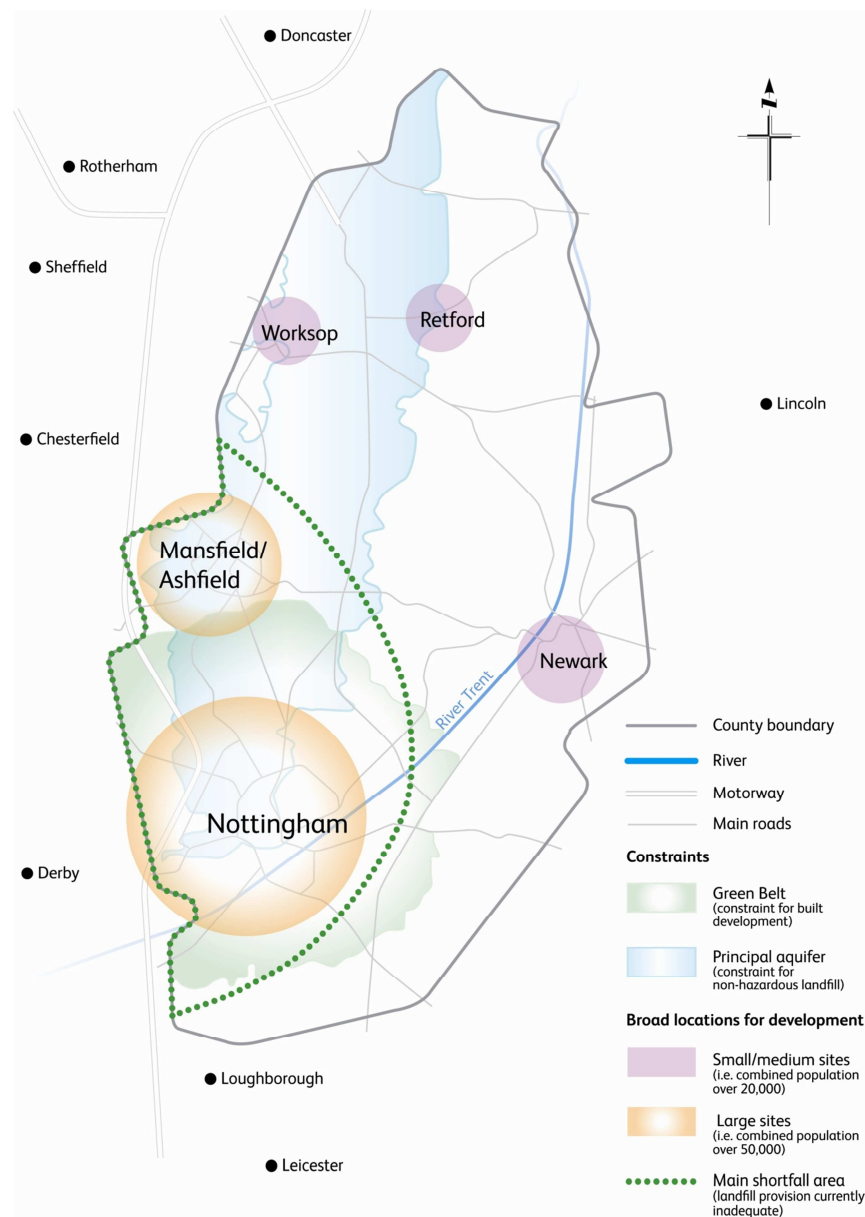 Doncaster
Rotherham
Sheffield
Worksop
Retford
Lincoln
Chesterfield
Mansfield/
Ashfield
Newark
River Trent
Nottingham
Derby
Loughborough
Leicester
County boundary
River
Motorway
Main roads
Constraints
Green Belt
(constraint for built
development)
Principal aquifer
(constraint for
non-hazardous landfill)
Broad locations for development
Small/medium sites
(i.e. combined population
over 20,000)
Large sites
(i.e. combined population
over 50,000)
Main shortfall area
(landfill provision currently
inadequate)